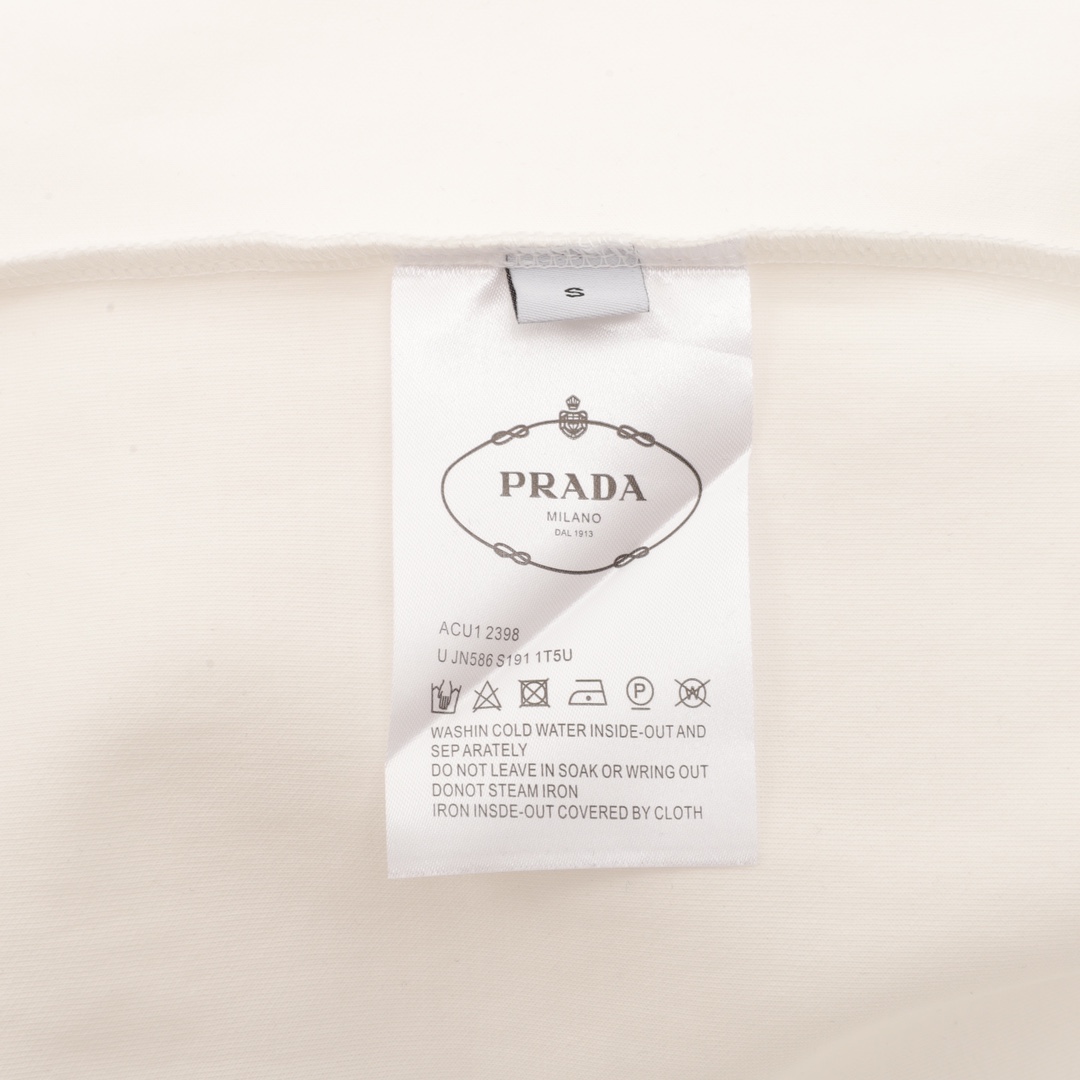 S
PRADA
MILANO
DAL 1913
ACU1 2398
U JN586 S191 1T5U
P
W
WASHIN COLD WATER INSIDE-OUT AND
SEP ARATELY
DO NOT LEAVE IN SOAK OR WRING OUT
DONOT STEAM IRON
IRON INSDE-OUT COVERED BY CLOTH